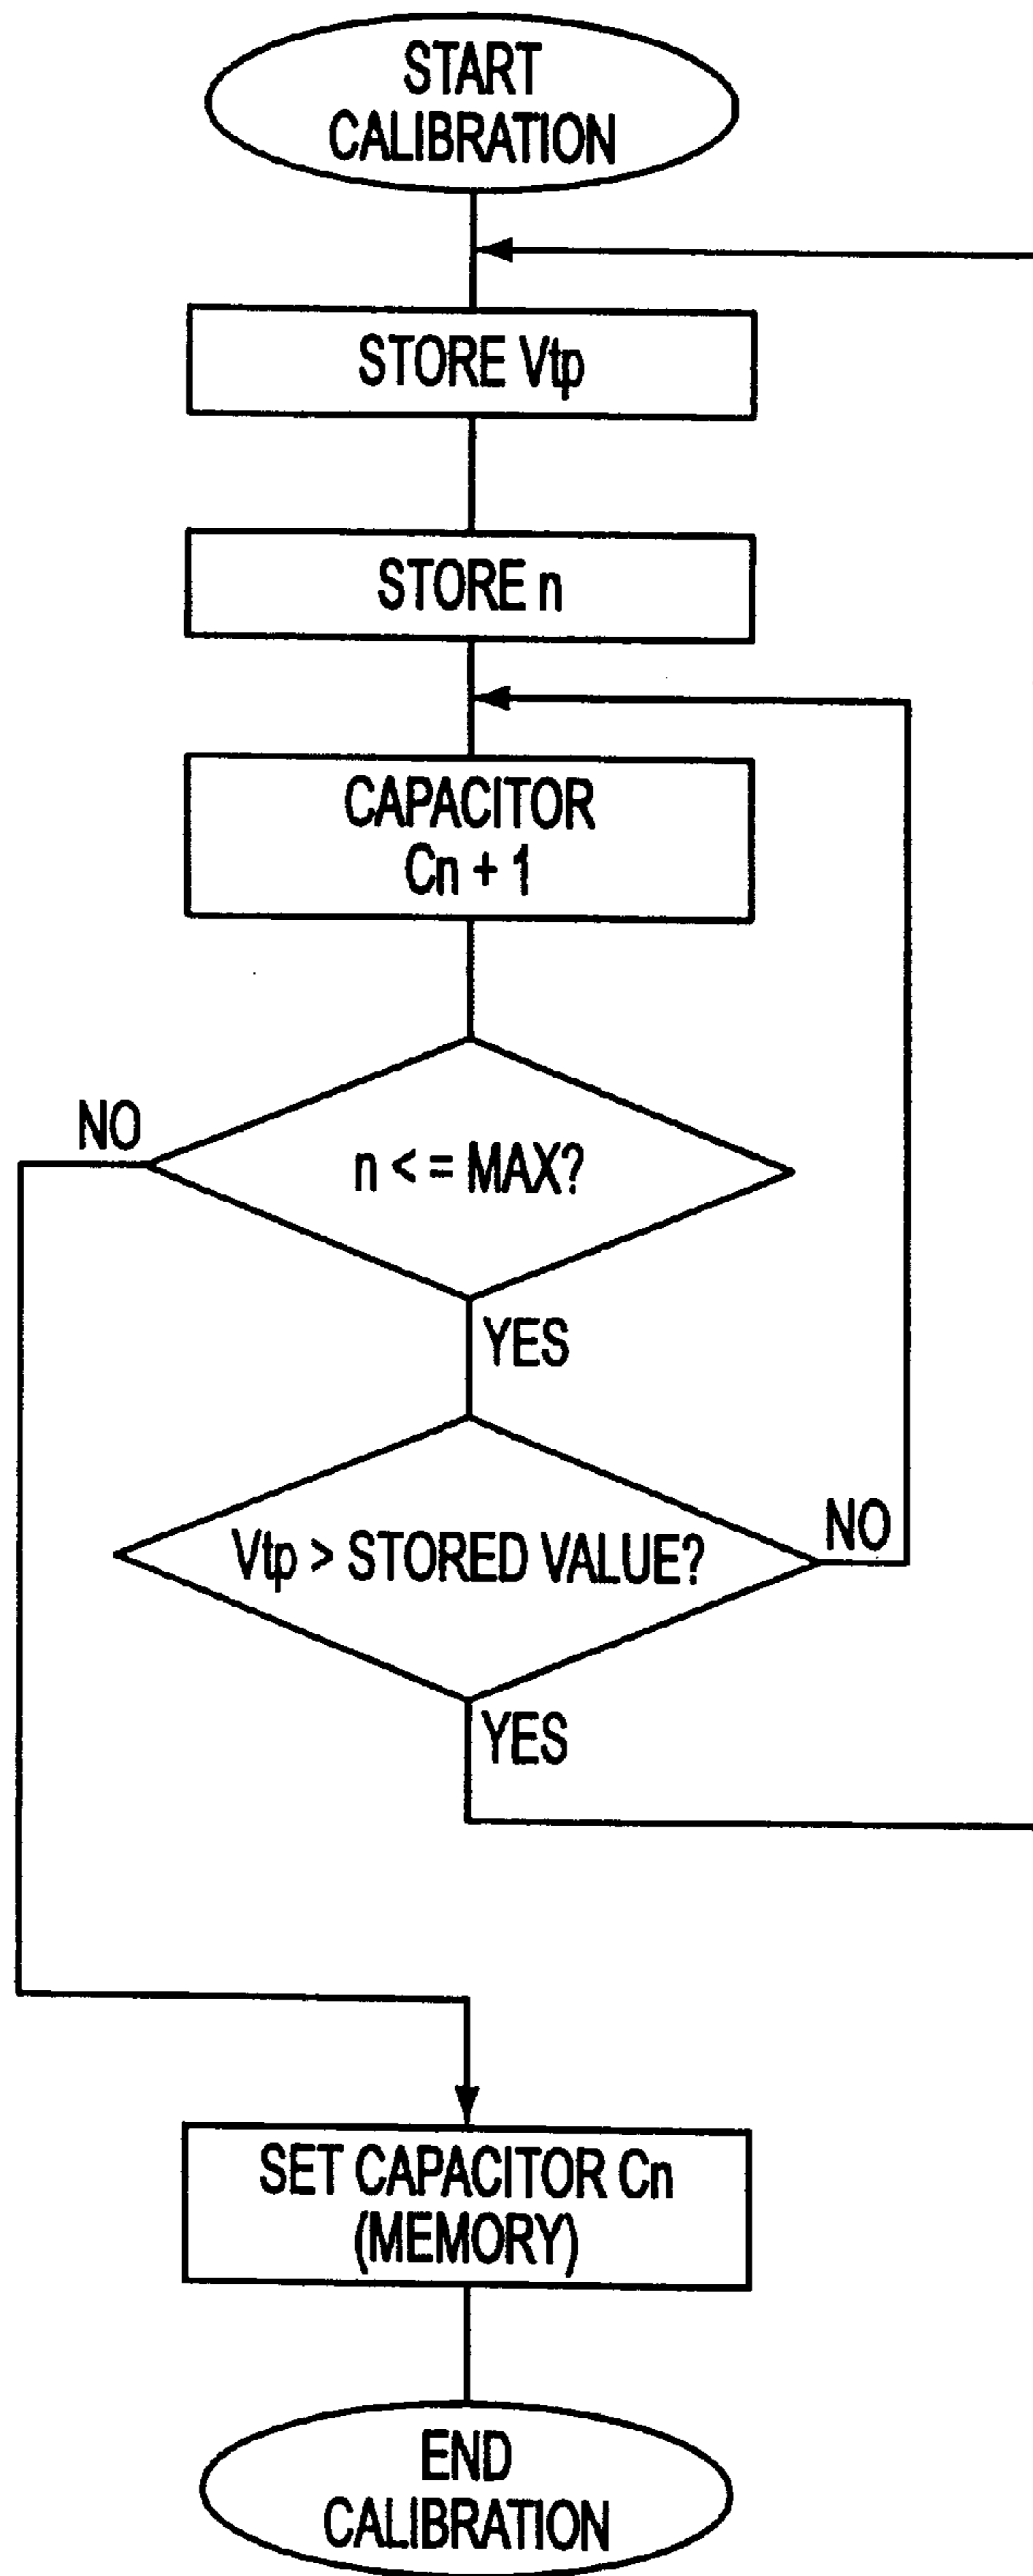 START
CALIBRATION
STORE Vtp
STORE n
CAPACITOR
Cn + 1
NO
n < = MAX?
YES
Vtp > STORED VALUE?
NO
YES
SET CAPACITOR Cn
(MEMORY)
END
CALIBRATION